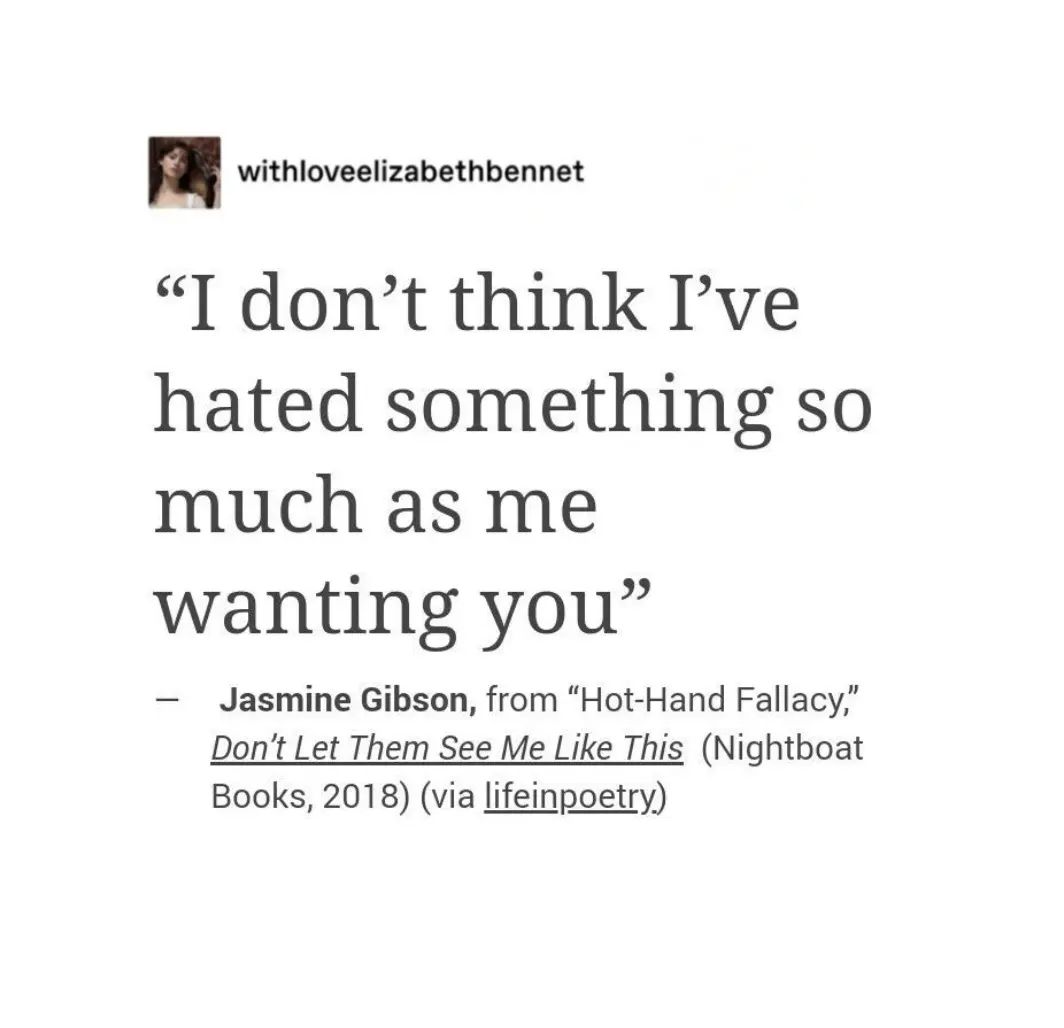 withloveelizabethbennet
“I don’t think I’ve
hated something so
much as me
wanting you”
— Jasmine Gibson, from “Hot-Hand Fallacy,”
Don’t Let Them See Me Like This (Nightboat
Books, 2018) (via lifeinpoetry)